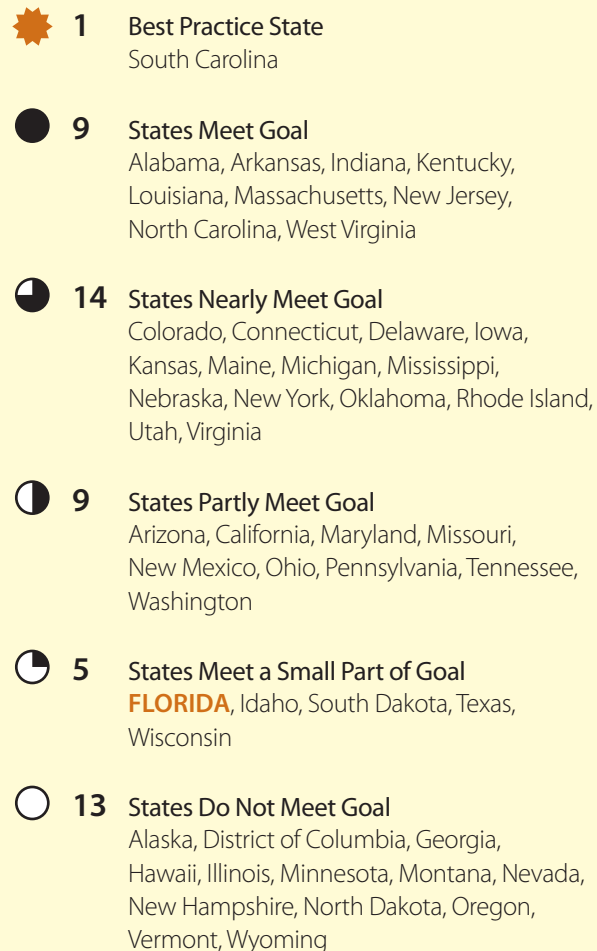 1 Best Practice State
South Carolina
9 States Meet Goal
Alabama, Arkansas, Indiana, Kentucky,
Louisiana, Massachusetts, New Jersey,
North Carolina, West Virginia
14 States Nearly Meet Goal
Colorado, Connecticut, Delaware, Iowa,
Kansas, Maine, Michigan, Mississippi,
Nebraska, New York, Oklahoma, Rhode Island,
Utah, Virginia
9 States Partly Meet Goal
Arizona, California, Maryland, Missouri,
New Mexico, Ohio, Pennsylvania, Tennessee,
Washington
5 States Meet a Small Part of Goal
FLORIDA, Idaho, South Dakota, Texas,
Wisconsin
13 States Do Not Meet Goal
Alaska, District of Columbia, Georgia,
Hawaii, Illinois, Minnesota, Montana, Nevada,
New Hampshire, North Dakota, Oregon,
Vermont, Wyoming